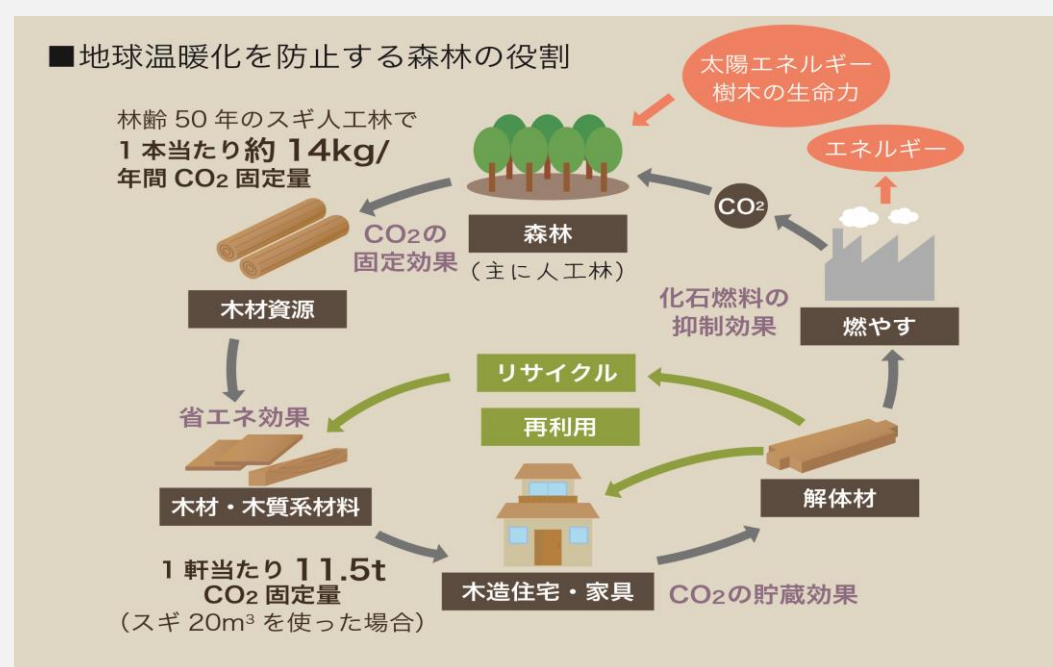 ■地球温暖化を防止する森林の役割
太陽エネルギー
樹木の生命力
エネルギー
林齢 50 年のスギ人工林で
1 本当たり約 14kg/
年間 CO₂ 固定量
CO₂
CO₂の
固定効果
森林
(主に人工林)
木材資源
化石燃料の
抑制効果
燃やす
リサイクル
再利用
省エネ効果
木材・木質系材料
解体材
1 軒当たり 11.5t
CO₂ 固定量
(スギ 20m³ を使った場合)
木造住宅・家具
CO₂の貯蔵効果